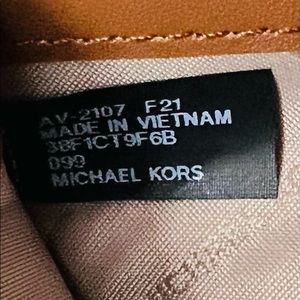 AV-2107 F21
MADE IN VIETNAM
38F1CT9F6B
099
MICHAEL KORS